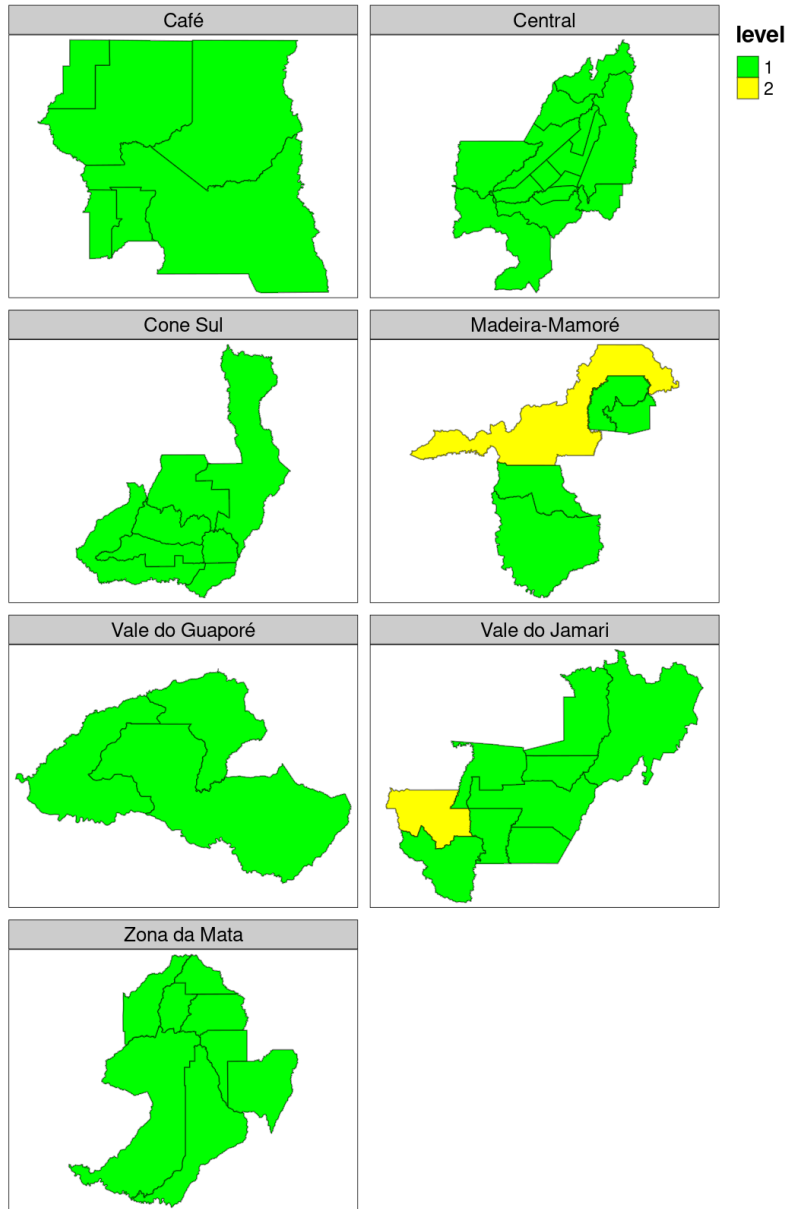 Café
Central
level
1
2
Cone Sul
Madeira-Mamoré
Vale do Guaporé
Vale do Jamari
Zona da Mata